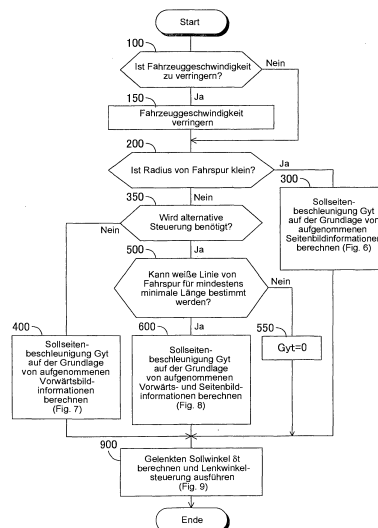 Start
100
Ist Fahrzeuggeschwindigkeit
zu verringern?
Nein
Ja
150
Fahrzeuggeschwindigkeit
verringern
200
Ist Radius von Fahrspur klein?
Ja
Nein
300
Sollseiten-
beschleunigung Gyt
auf der Grundlage von
aufgenommenen
Seitenbildinformationen
berechnen (Fig. 6)
350
Wird alternative
Steuerung benötigt?
Nein
Ja
500
Kann weiße Linie von
Fahrspur für mindestens
minimale Länge bestimmt
werden?
Nein
Ja
400
Sollseiten-
beschleunigung Gyt
auf der Grundlage
von aufgenommenen
Vorwärtsbild-
informationen
berechnen
(Fig. 7)
600
Sollseiten-
beschleunigung Gyt
auf der Grundlage
von aufgenommenen
Vorwärts- und Seitenbild-
informationen berechnen
(Fig. 8)
550
Gyt=0
900
Gelenkten Sollwinkel δt
berechnen und Lenkwinkel-
steuerung ausführen
(Fig. 9)
Ende